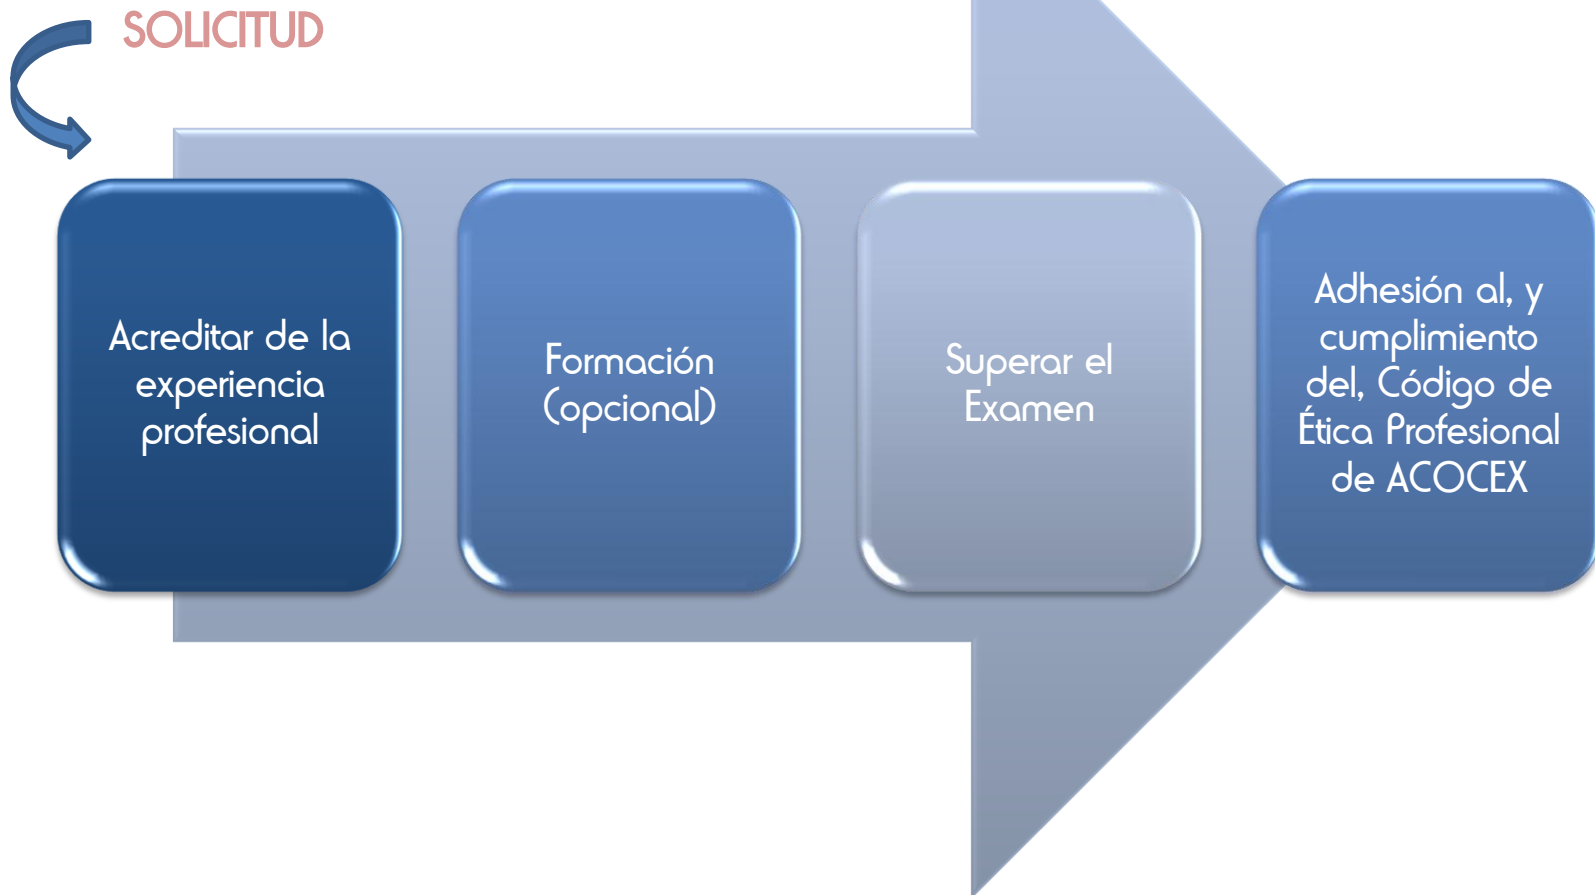 SOLICITUD
Acreditar de la
experiencia
profesional
Formación
(opcional)
Superar el
Examen
Adhesión al, y
cumplimiento
del, Código de
Ética Profesional
de ACOCEX